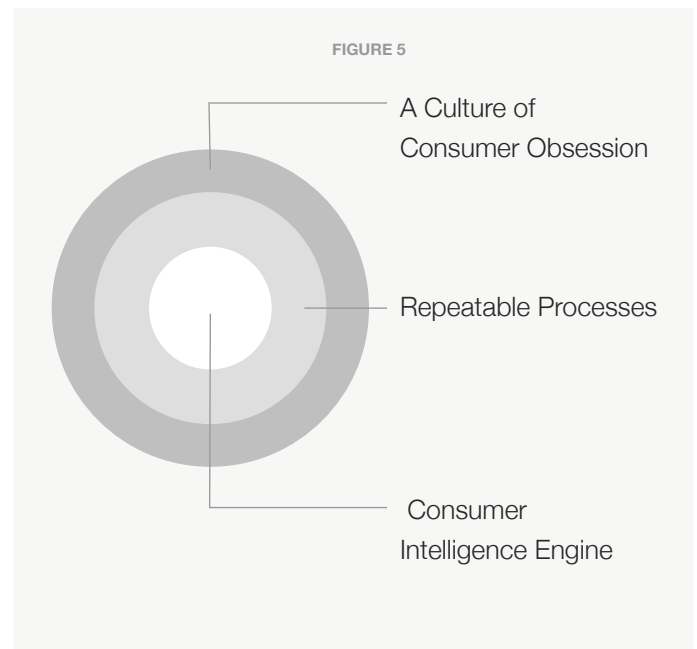 FIGURE 5
A Culture of
Consumer Obsession
Repeatable Processes
Consumer
Intelligence Engine